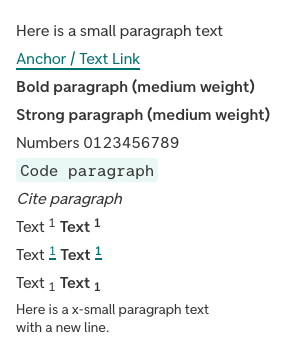 Here is a small paragraph text
Anchor / Text Link
Bold paragraph (medium weight)
Strong paragraph (medium weight)
Numbers 0123456789
Code paragraph
Cite paragraph
Text 1 Text 1
Text 1 Text 1
Text 1 Text 1
Here is a x-small paragraph text
with a new line.